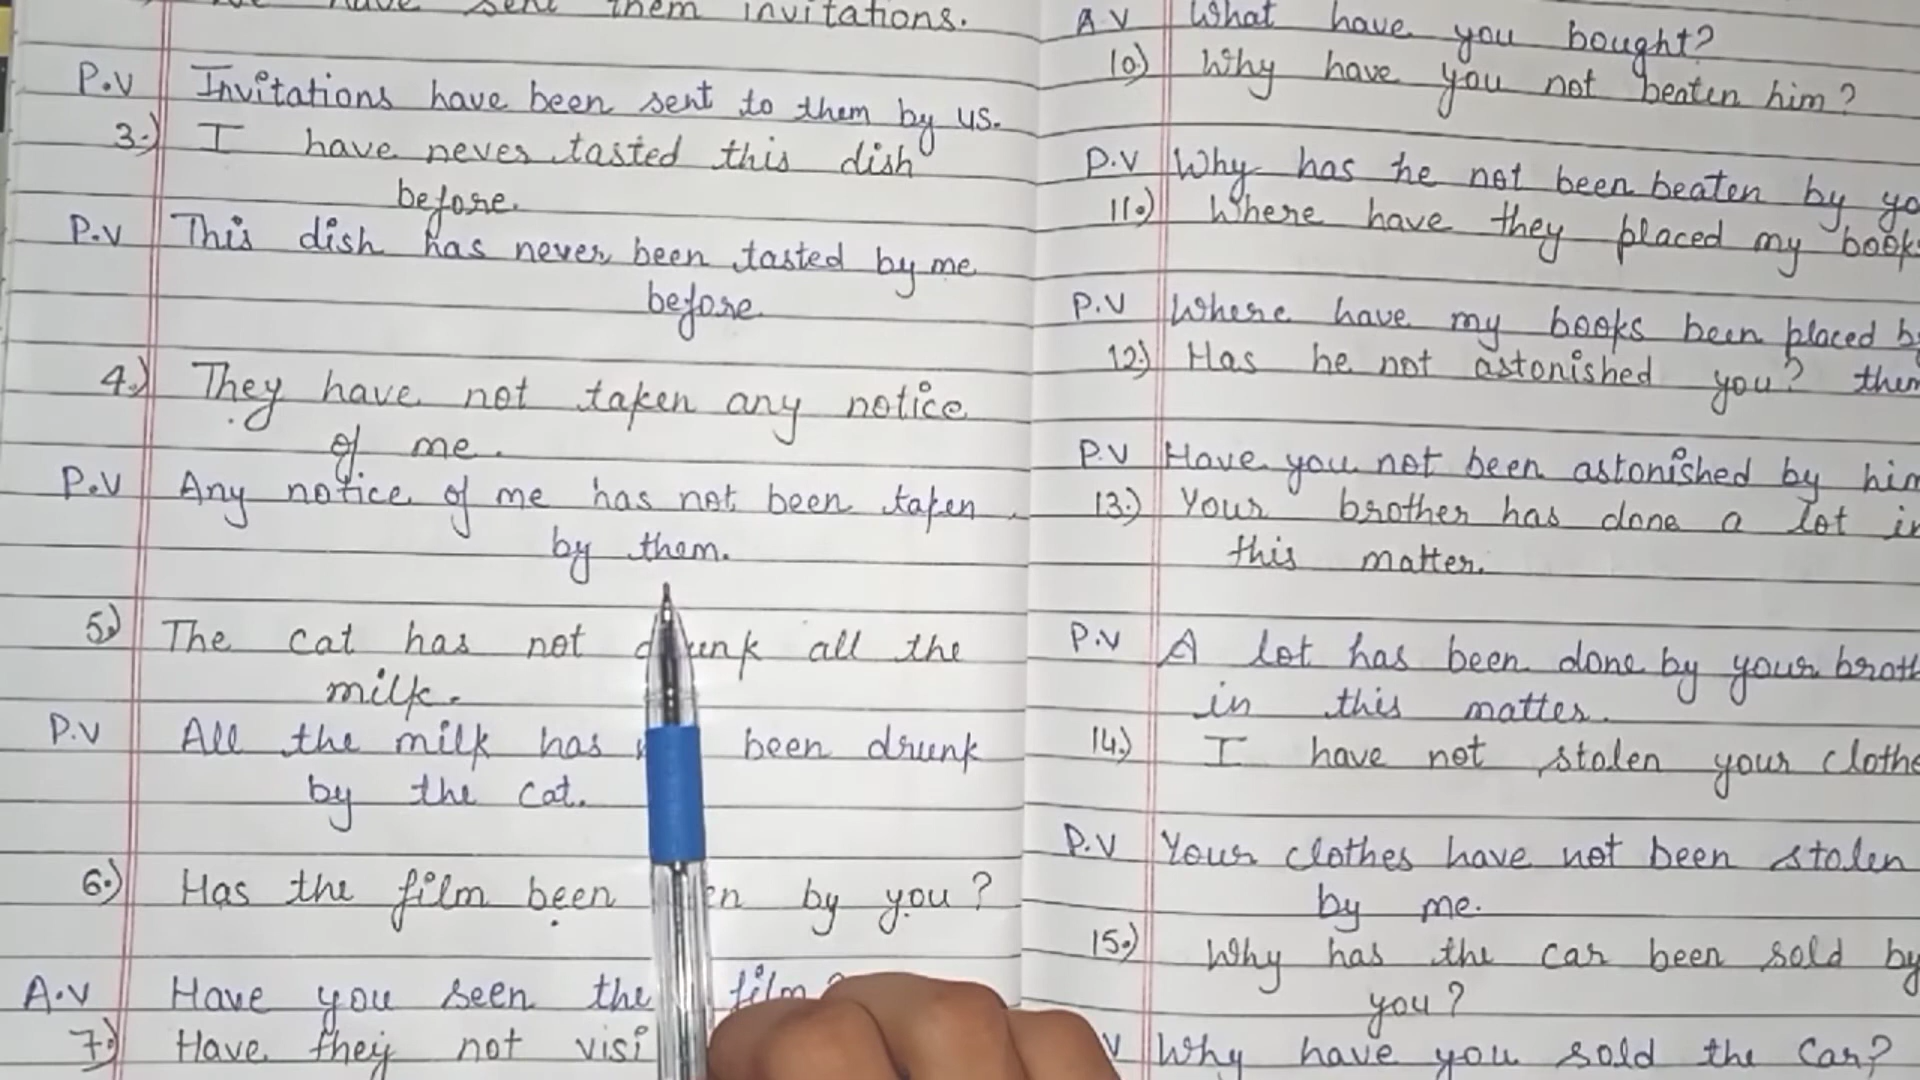 have sent them invitations.
P.V Invitations have been sent to them by us.
3.) I have never tasted this dish
before.
P.V This dish has never been tasted by me
before.
4.) They have not taken any notice
of me.
P.V Any notice of me has not been taken
by them.
5.) The cat has not drunk all the
milk.
P.V All the milk has been drunk
by the cat.
6.) Has the film been by you?
A.V Have you seen the film?
7.) Have they not
A.V What have you bought?
10.) Why have you not beaten him?
P.V Why has he not been beaten by
11.) Where have they placed my books
P.V Where have my books been placed by
them
12.) Has he not astonished you?
P.V Have you not been astonished by him
13.) Your brother has done a lot in
this matter.
P.V A lot has been done by your
in this matter.
14.) I have not stolen your
P.V Your clothes have not been stolen
by me.
15.) Why has the car been sold by
you?
V Why have you sold the car?